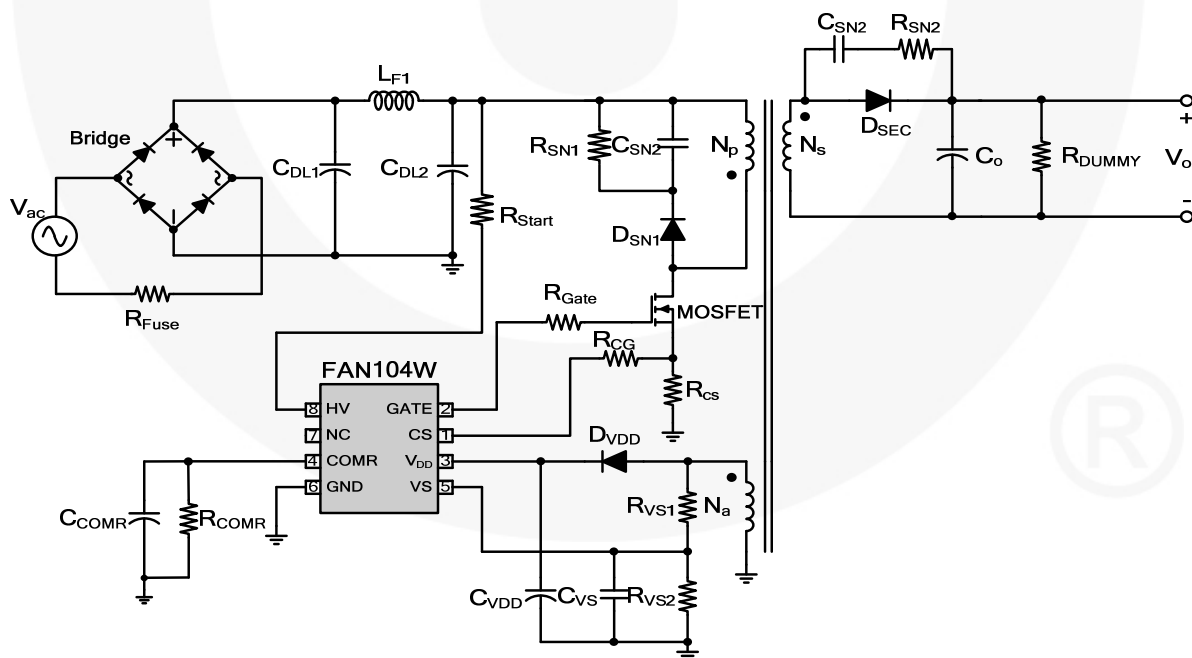 CSN2 RSN2
LF1
Bridge
+
CDL1
CDL2
RSN1
CSN2
Np
Ns
DSEC
Co
RDUMMY
+
Vo
-
Vac
RStart
DSN1
RFuse
RGate
MOSFET
RCG
Rcs
FAN104W
8 HV GATE 2
7 NC CS 1
4 COMR VDD 3
6 GND VS 5
DVDD
RVS1
Na
CCOMR
RCOMR
CVDD
CVS
RVS2
®